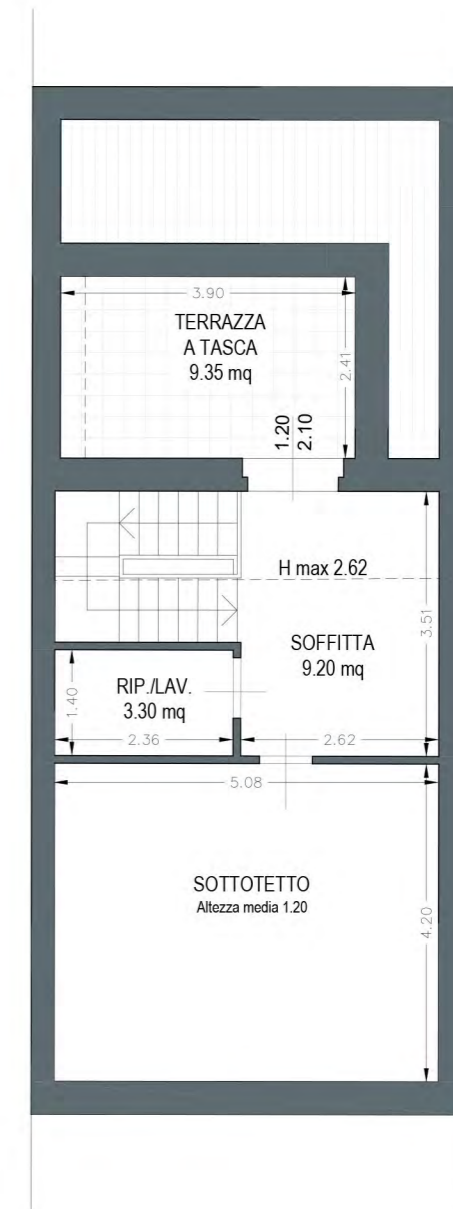 3.90
TERRAZZA
A TASCA
9.35 mq
2.41
1.20
2.10
H max 2.62
3.51
SOFFITTA
9.20 mq
RIP./LAV.
3.30 mq
1.40
2.36
2.62
5.08
SOTTOTETTO
Altezza media 1.20
4.20